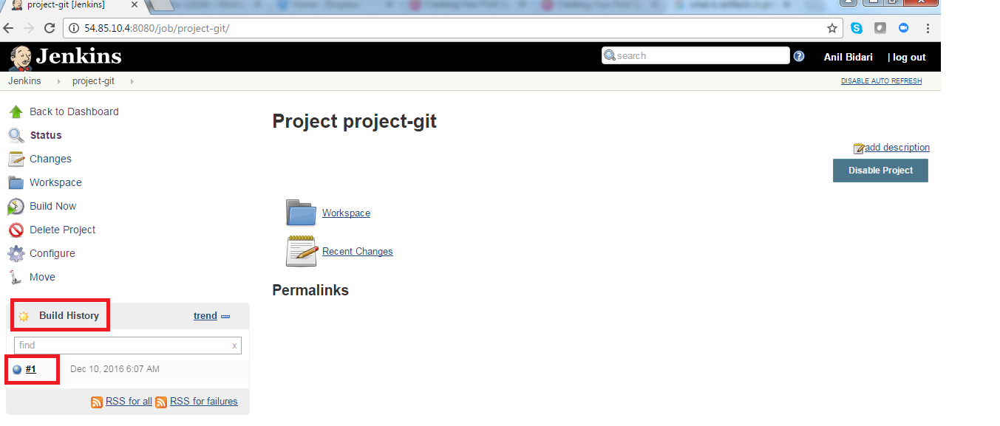 project-git [Jenkins]
54.85.10.4:8080/job/project-git/
Jenkins
search
Anil Bidari | log out
Jenkins project-git
DISABLE AUTO REFRESH
Back to Dashboard
Status
Changes
Workspace
Build Now
Delete Project
Configure
Move
Build History trend
find x
#1 Dec 10, 2016 6:07 AM
RSS for all RSS for failures
Project project-git
add description
Disable Project
Workspace
Recent Changes
Permalinks